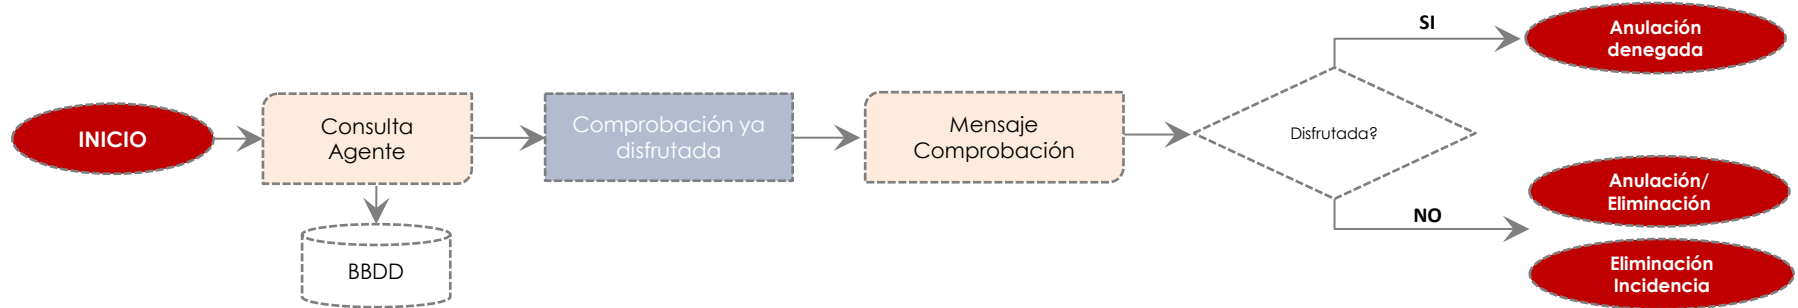 INICIO
Consulta
Agente
BBDD
Comprobación ya
disfrutada
Mensaje
Comprobación
Disfrutada?
SI
Anulación
denegada
NO
Anulación/
Eliminación
Eliminación
Incidencia